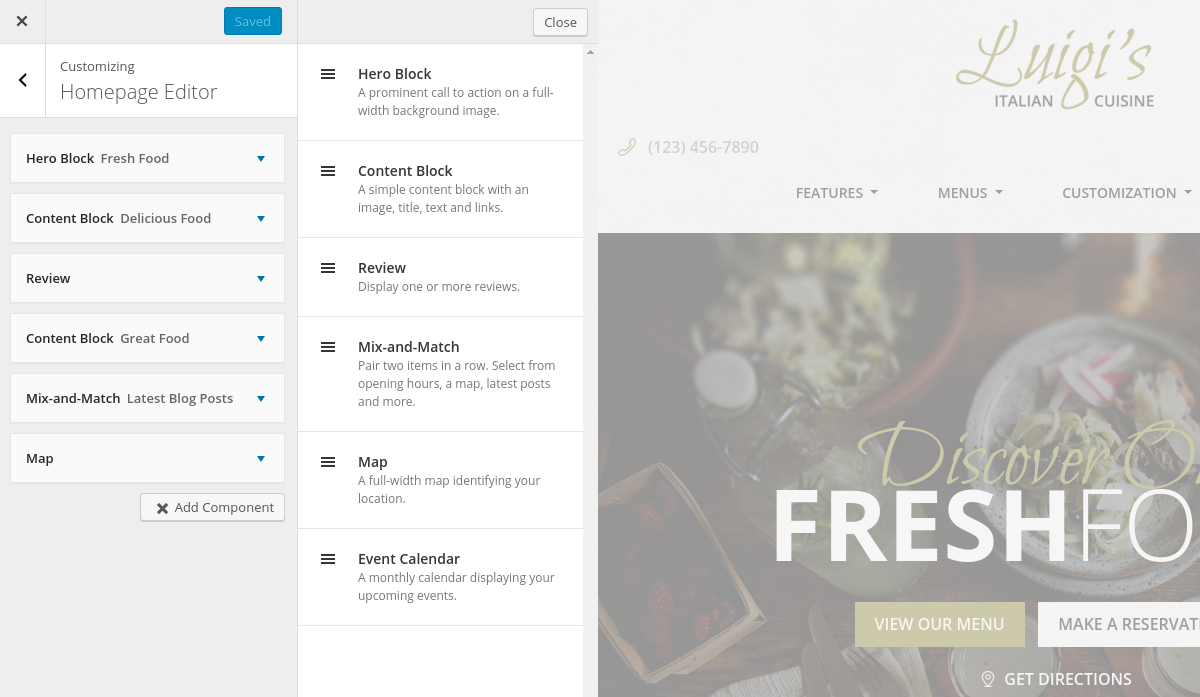 Saved
Customizing
Homepage Editor
Hero Block Fresh Food
Content Block Delicious Food
Review
Content Block Great Food
Mix-and-Match Latest Blog Posts
Map
Add Component
Close
Hero Block
A prominent call to action on a full-
width background image.
Content Block
A simple content block with an
image, title, text and links.
Review
Display one or more reviews.
Mix-and-Match
Pair two items in a row. Select from
opening hours, a map, latest posts
and more.
Map
A full-width map identifying your
location.
Event Calendar
A monthly calendar displaying your
upcoming events.
Luigi's
ITALIAN CUISINE
(123) 456-7890
FEATURES MENUS CUSTOMIZATION
Discover
FRESH FO
VIEW OUR MENU MAKE A RESERVAT
GET DIRECTIONS